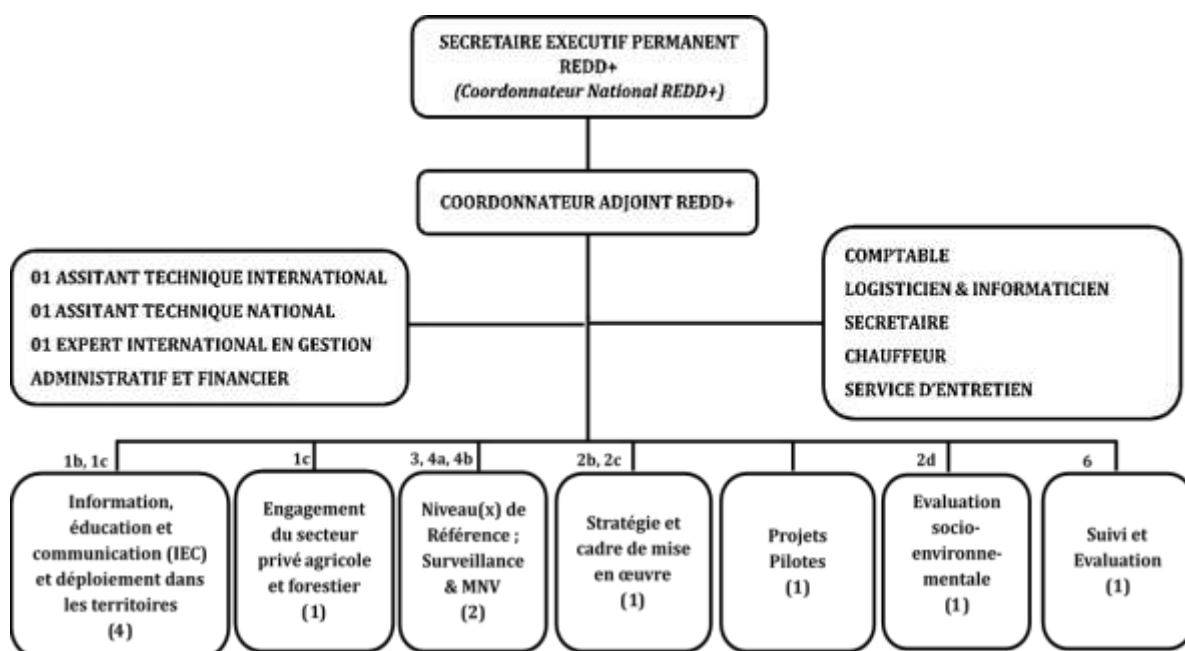 SECRETAIRE EXECUTIF PERMANENT
REDD+
(Coordonnateur National REDD+)
COORDONNATEUR ADJOINT REDD+
01 ASSITANT TECHNIQUE INTERNATIONAL
01 ASSITANT TECHNIQUE NATIONAL
01 EXPERT INTERNATIONAL EN GESTION
ADMINISTRATIF ET FINANCIER
COMPTABLE
LOGISTICIEN & INFORMATICIEN
SECRETAIRE
CHAUFFEUR
SERVICE D'ENTRETIEN
1b, 1c
Information,
éducation et
communication (IEC)
et déploiement dans
les territoires
(4)
1c
Engagement
du secteur
privé agricole
et forestier
(1)
3, 4a, 4b
Niveau(x) de
Référence ;
Surveillance
& MNV
(2)
2b, 2c
Stratégie et
cadre de mise
en œuvre
(1)
Projets
Pilotes
(1)
2d
Evaluation
socio-
environne-
mentale
(1)
6
Suivi et
Evaluation
(1)